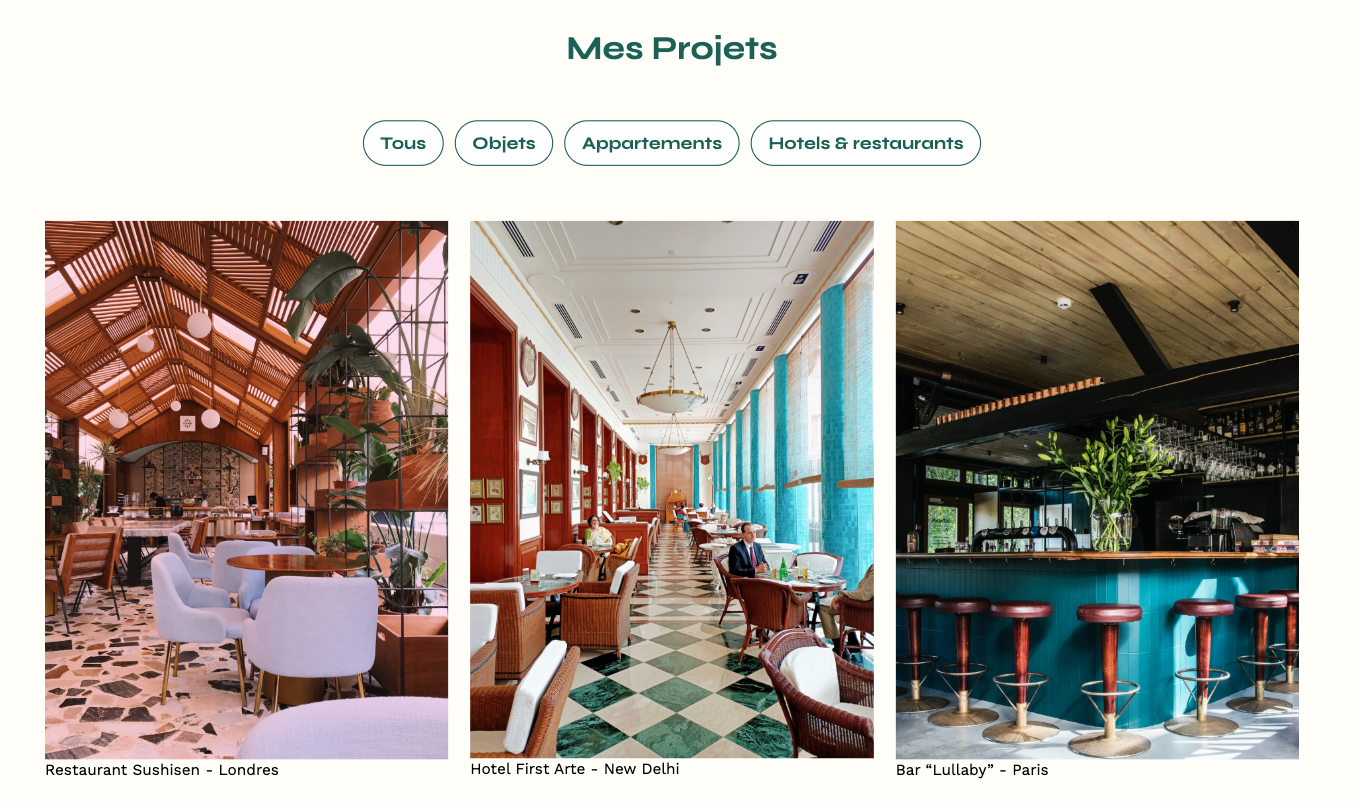 Mes Projets
Tous
Objets
Appartements
Hotels & restaurants
Restaurant Sushisen - Londres
Hotel First Arte - New Delhi
Bar “Lullaby” - Paris